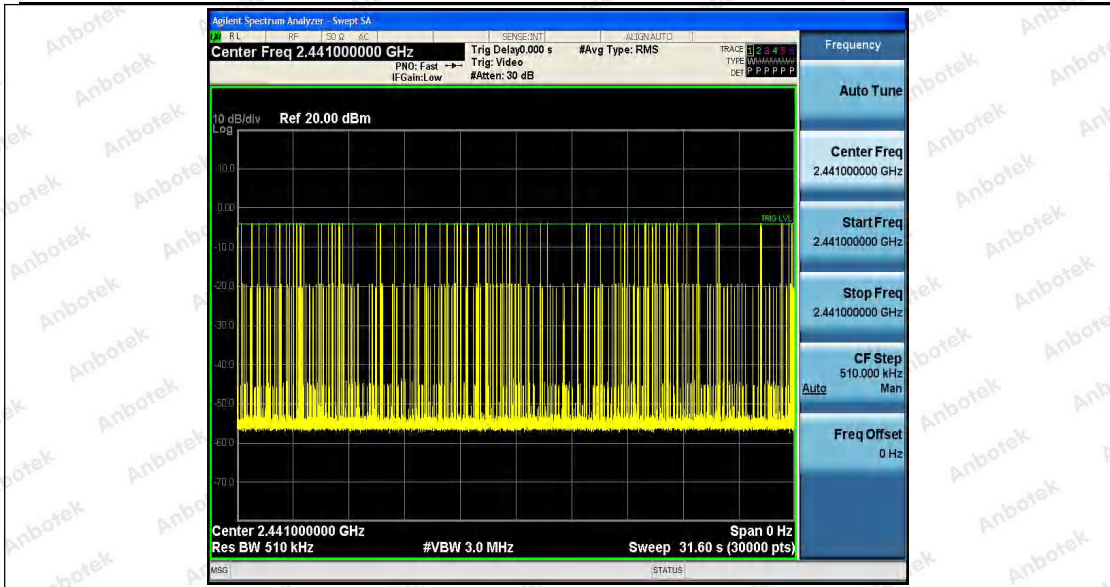 Agilent Spectrum Analyzer - Swept SA
RL RF 50 Ω AC SENSE:INT ALIGN AUTO
Center Freq 2.441000000 GHz
PNO: Fast
IFGain:Low
Trig Delay0.000 s
Trig: Video
#Atten: 30 dB
#Avg Type: RMS
TRACE 1 2 3 4 5 6
TYPE
DET P P P P P P
10 dB/div Ref 20.00 dBm
Log
10.0
0.00
TRIG LVL
-10.0
-20.0
-30.0
-40.0
-50.0
-60.0
-70.0
Center 2.441000000 GHz Span 0 Hz
Res BW 510 kHz #VBW 3.0 MHz Sweep 31.60 s (30000 pts)
MSG STATUS
Frequency
Auto Tune
Center Freq
2.441000000 GHz
Start Freq
2.441000000 GHz
Stop Freq
2.441000000 GHz
CF Step
510.000 kHz
Auto Man
Freq Offset
0 Hz
Anbotek